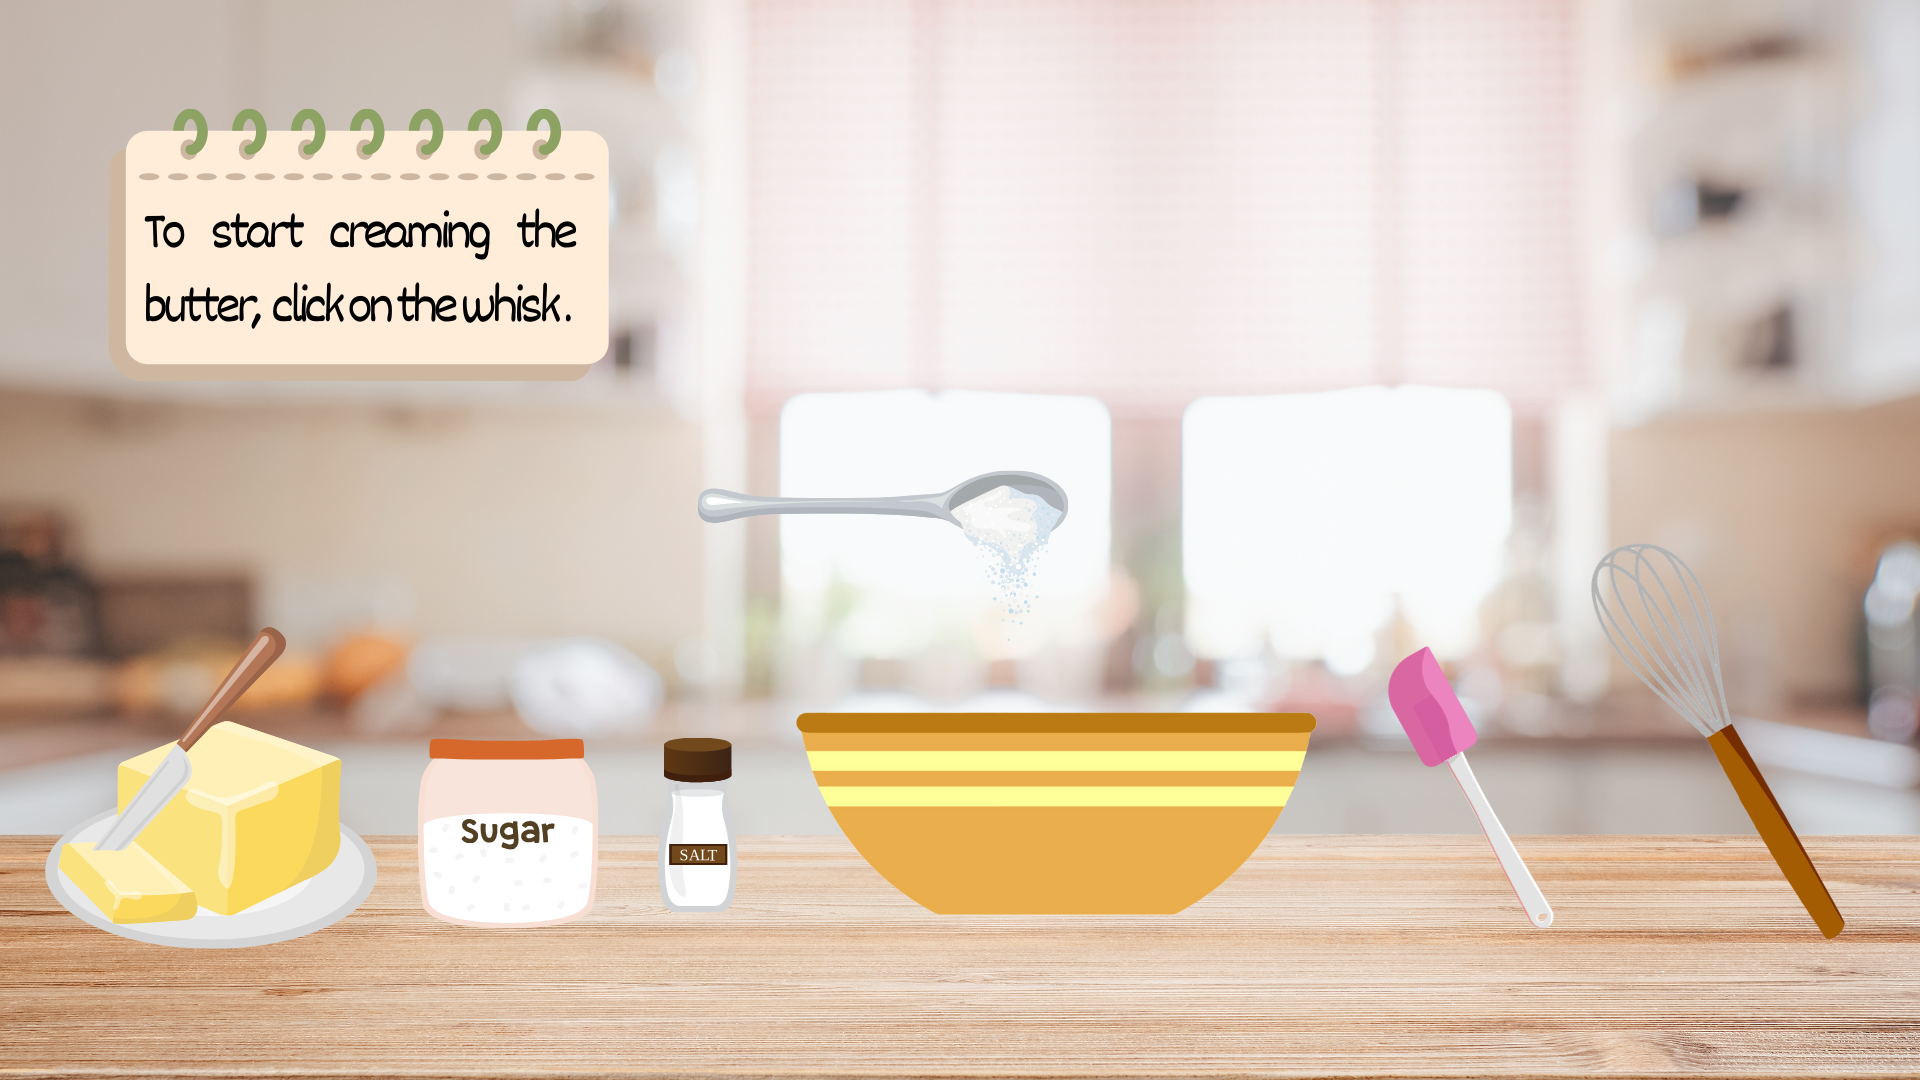 To start creaming the
butter, click on the whisk.
Sugar
SALT